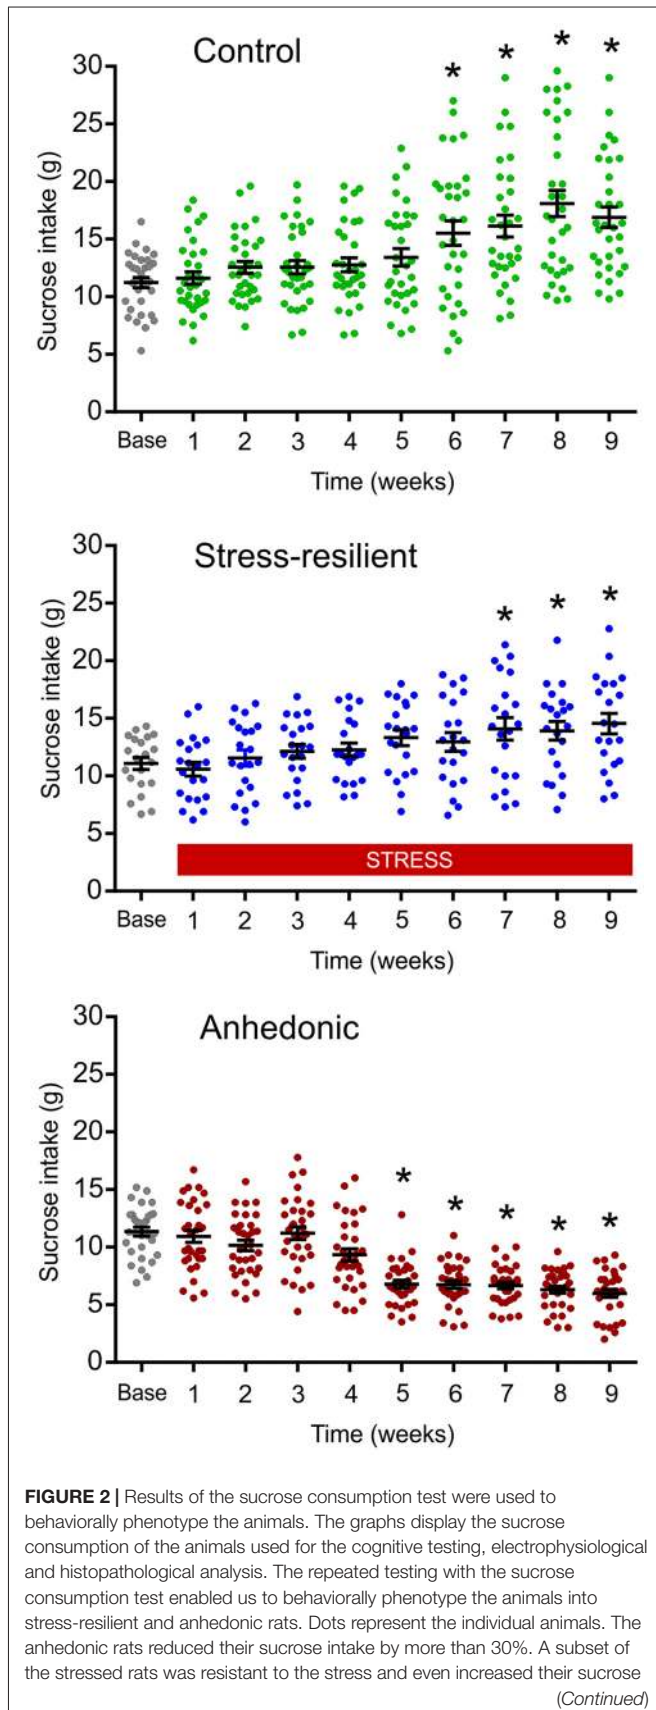 Control
30
25
20
15
10
5
0
Sucrose intake (g)
* * * *
Base 1 2 3 4 5 6 7 8 9
Time (weeks)
Stress-resilient
30
25
20
15
10
5
0
Sucrose intake (g)
* * *
STRESS
Base 1 2 3 4 5 6 7 8 9
Time (weeks)
Anhedonic
30
25
20
15
10
5
0
Sucrose intake (g)
* * * * *
Base 1 2 3 4 5 6 7 8 9
Time (weeks)
FIGURE 2 | Results of the sucrose consumption test were used to
behaviorally phenotype the animals. The graphs display the sucrose
consumption of the animals used for the cognitive testing, electrophysiological
and histopathological analysis. The repeated testing with the sucrose
consumption test enabled us to behaviorally phenotype the animals into
stress-resilient and anhedonic rats. Dots represent the individual animals. The
anhedonic rats reduced their sucrose intake by more than 30%. A subset of
the stressed rats was resistant to the stress and even increased their sucrose
(Continued)